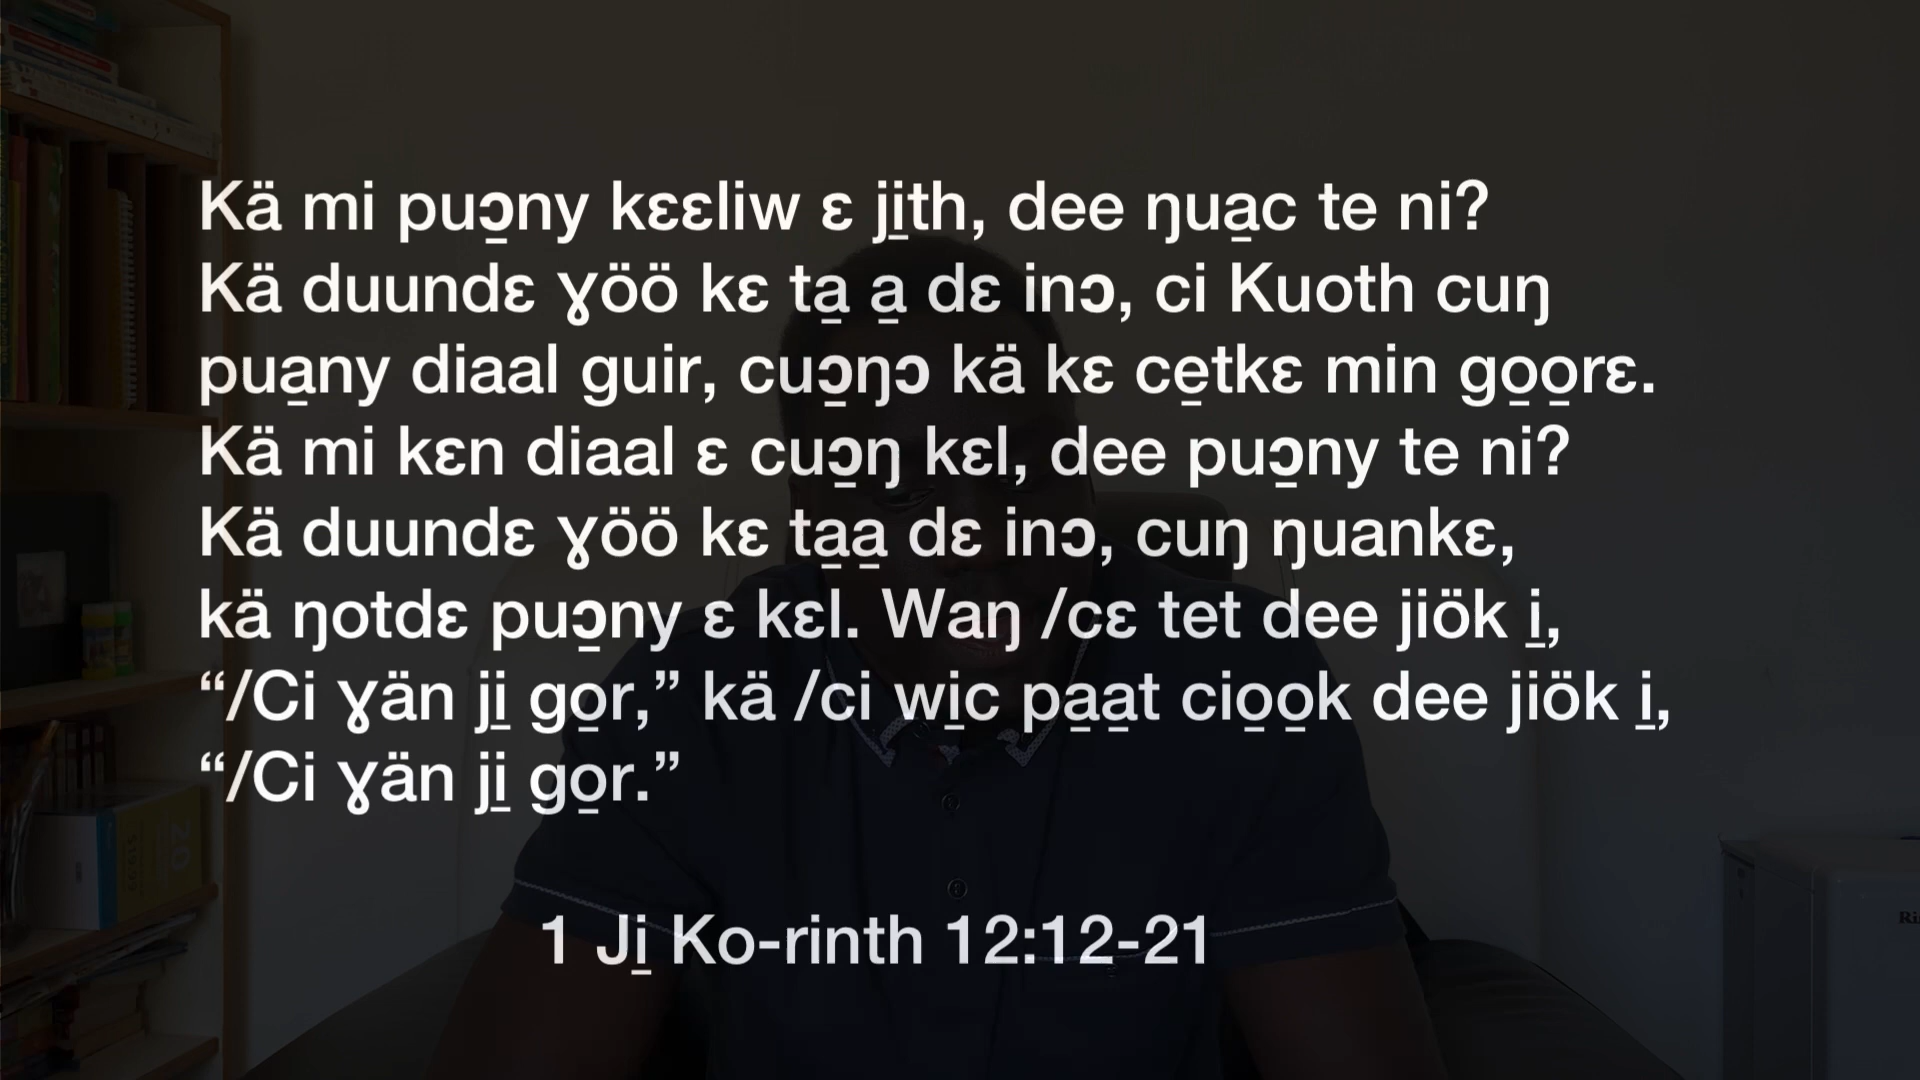 Kä mi puɔ̱ny kɛɛliw ɛ ji̱th, dee ŋua̱c te ni?
Kä duundɛ ɣöö kɛ ta̱ a̱ dɛ inɔ, ci Kuoth cuŋ
pua̱ny diaal guir, cuɔ̱ŋɔ kä kɛ ce̱tkɛ min go̱o̱rɛ.
Kä mi kɛn diaal ɛ cuɔ̱ŋ kɛl, dee puɔ̱ny te ni?
Kä duundɛ ɣöö kɛ ta̱a̱ dɛ inɔ, cuŋ ŋuankɛ,
kä ŋotdɛ puɔ̱ny ɛ kɛl. Waŋ /cɛ tet dee jiök i̱,
“/Ci ɣän ji̱ go̱r,” kä /ci wi̱c pa̱a̱t cio̱o̱k dee jiök i̱,
“/Ci ɣän ji̱ go̱r.”
1 Ji̱ Ko-rinth 12:12-21